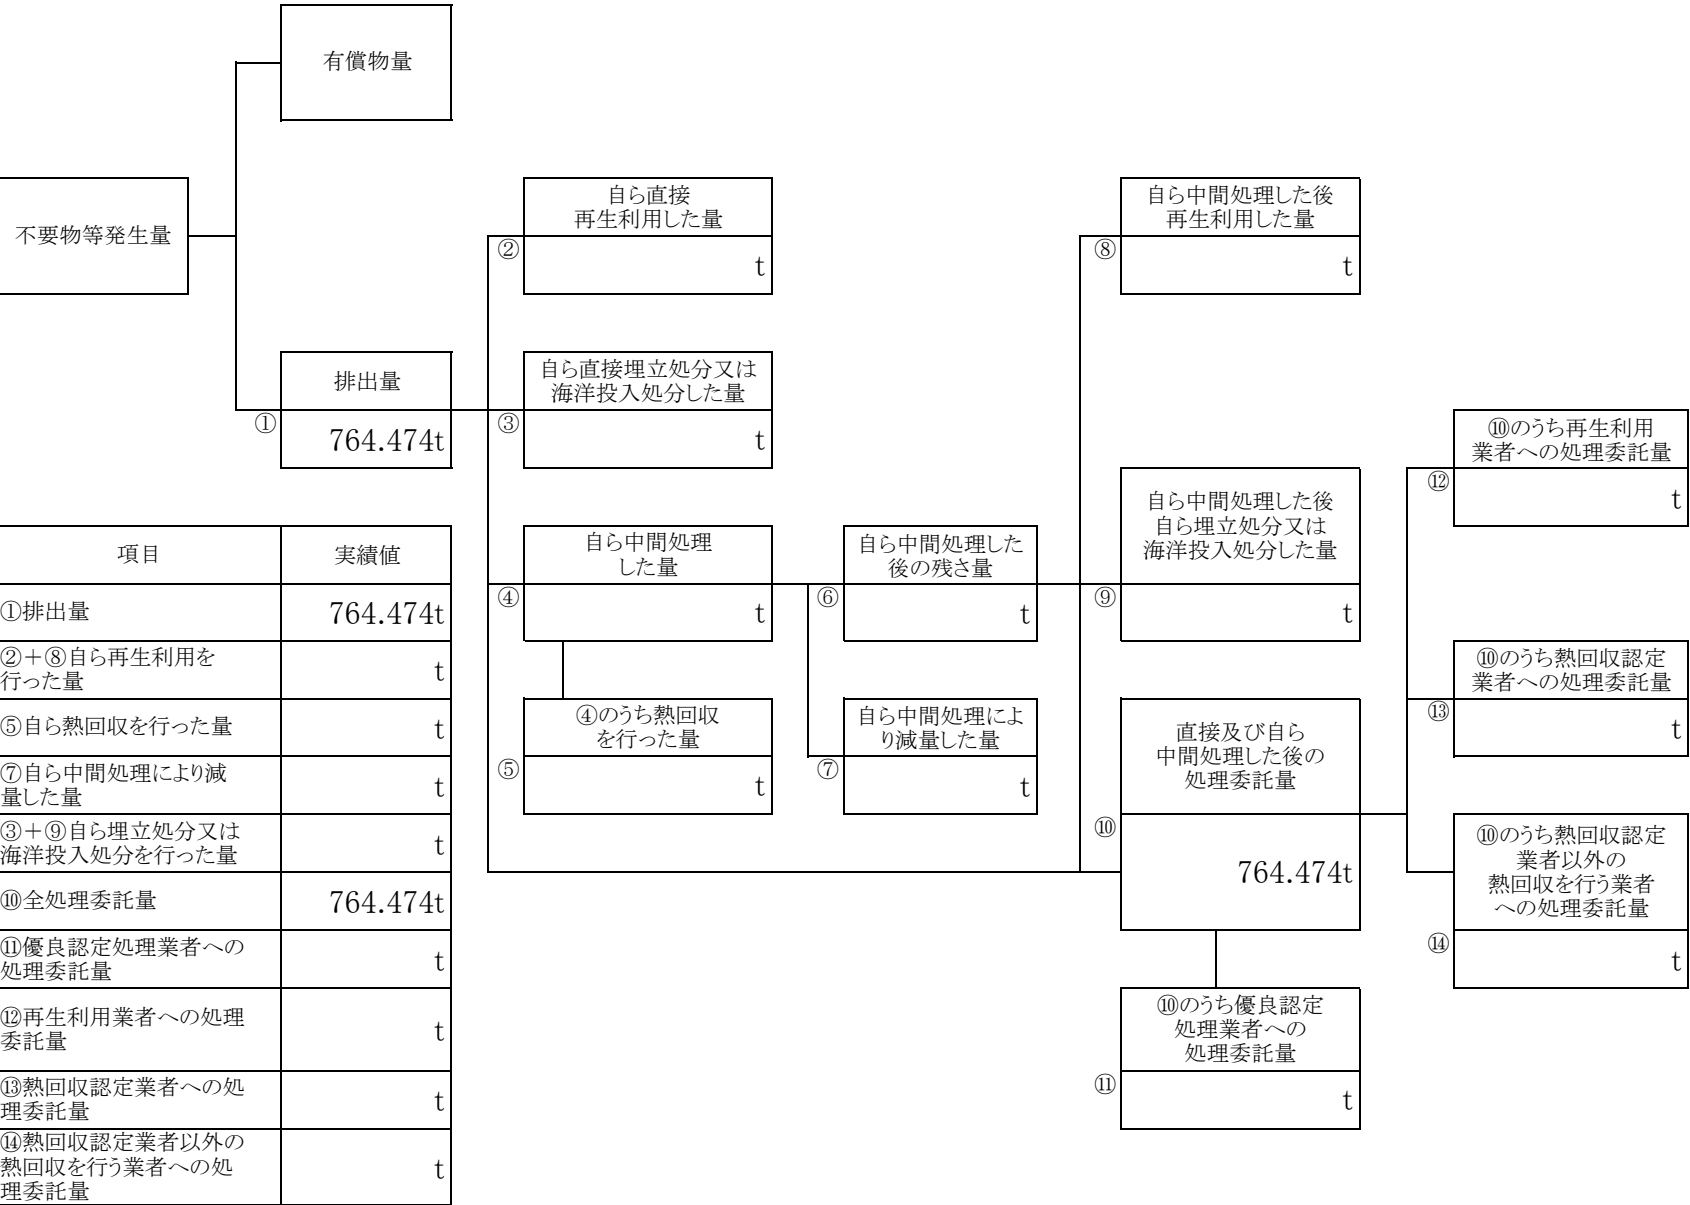 有償物量
不要物等発生量
自ら直接
再生利用した量
②
t
自ら中間処理した後
再生利用した量
⑧
t
排出量
①
764.474t
自ら直接埋立処分又は
海洋投入処分した量
③
t
⑩のうち再生利用
業者への処理委託量
⑫
t
自ら中間処理
した量
④
t
自ら中間処理した
後の残さ量
⑥
t
自ら中間処理した後
自ら埋立処分又は
海洋投入処分した量
⑨
t
⑩のうち熱回収認定
業者への処理委託量
⑬
t
④のうち熱回収
を行った量
⑤
t
自ら中間処理によ
り減量した量
⑦
t
直接及び自ら
中間処理した後の
処理委託量
⑩
764.474t
⑩のうち熱回収認定
業者以外の
熱回収を行う業者
への処理委託量
⑭
t
⑩のうち優良認定
処理業者への
処理委託量
⑪
t
項目
実績値
①排出量
764.474t
②＋⑧自ら再生利用を
行った量
t
⑤自ら熱回収を行った量
t
⑦自ら中間処理により減
量した量
t
③＋⑨自ら埋立処分又は
海洋投入処分を行った量
t
⑩全処理委託量
764.474t
⑪優良認定処理業者への
処理委託量
t
⑫再生利用業者への処理
委託量
t
⑬熱回収認定業者への処
理委託量
t
⑭熱回収認定業者以外の
熱回収を行う業者への処
理委託量
t